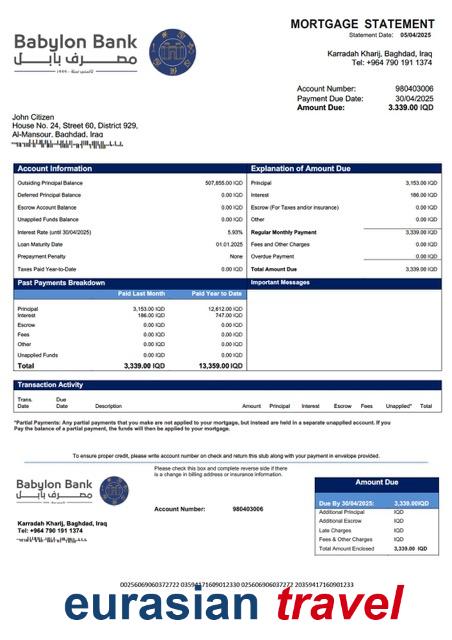 MORTGAGE STATEMENT
Statement Date: 05/04/2025
Babylon Bank
مصرف بابل
Karradah Kharij, Baghdad, Iraq
Tel: +964 790 191 1374
Account Number: 980403006
Payment Due Date: 30/04/2025
Amount Due: 3.339.00 IQD
John Citizen
House No. 24, Street 60, District 929,
Al-Mansour, Baghdad, Iraq
Account Information
Outsiding Principal Balance 507,855.00 IQD
Deferred Principal Balance 0.00 IQD
Escrow Account Balance 0.00 IQD
Unapplied Funds Balance 0.00 IQD
Interest Rate (until 30/04/2025) 5,93%
Loan Maturity Date 01.01.2025
Prepayment Penalty None
Taxes Paid Year-to-Date 0.00 IQD
Explanation of Amount Due
Principal 3,153.00 IQD
Interest 186.00 IQD
Escrow (For Taxes and/or insurance) 0.00 IQD
Other 0.00 IQD
Regular Monthly Payment 3,339.00 IQD
Fees and Other Charges 0.00 IQD
Overdue Payment 0.00 IQD
Total Amount Due 3,339.00 IQD
Past Payments Breakdown
Paid Last Month Paid Year to Date
Principal 3,153.00 IQD 12,612.00 IQD
Interest 186.00 IQD 747.00 IQD
Escrow 0.00 IQD 0.00 IQD
Fees 0.00 IQD 0.00 IQD
Other 0.00 IQD 0.00 IQD
Unapplied Funds 0.00 IQD 0.00 IQD
Total 3,339.00 IQD 13,359.00 IQD
Important Messages
Transaction Activity
Trans. Date Due Date Description Amount Principal Interest Escrow Fees Unapplied* Total
*Partial Payments: Any partial payments that you make are not applied to your mortgage, but instead are held in a separate unapplied account. If you
Pay the balance of a partial payment, the funds will then be applied to your mortgage.
To ensure proper credit, please write account number on check and return this stub along with your payment in envelope provided.
Babylon Bank
مصرف بابل
Please check this box and complete reverse side if there
is a change in billing address or insurance information.
Account Number: 980403006
Karradah Kharij, Baghdad, Iraq
Tel: +964 790 191 1374
Amount Due
Due By 30/04/2025: 3,339.00IQD
Additional Principal IQD
Additional Escrow IQD
Late Charges IQD
Fees & Other Charges IQD
Total Amount Enclosed 3,339.00 IQD
eurasian travel